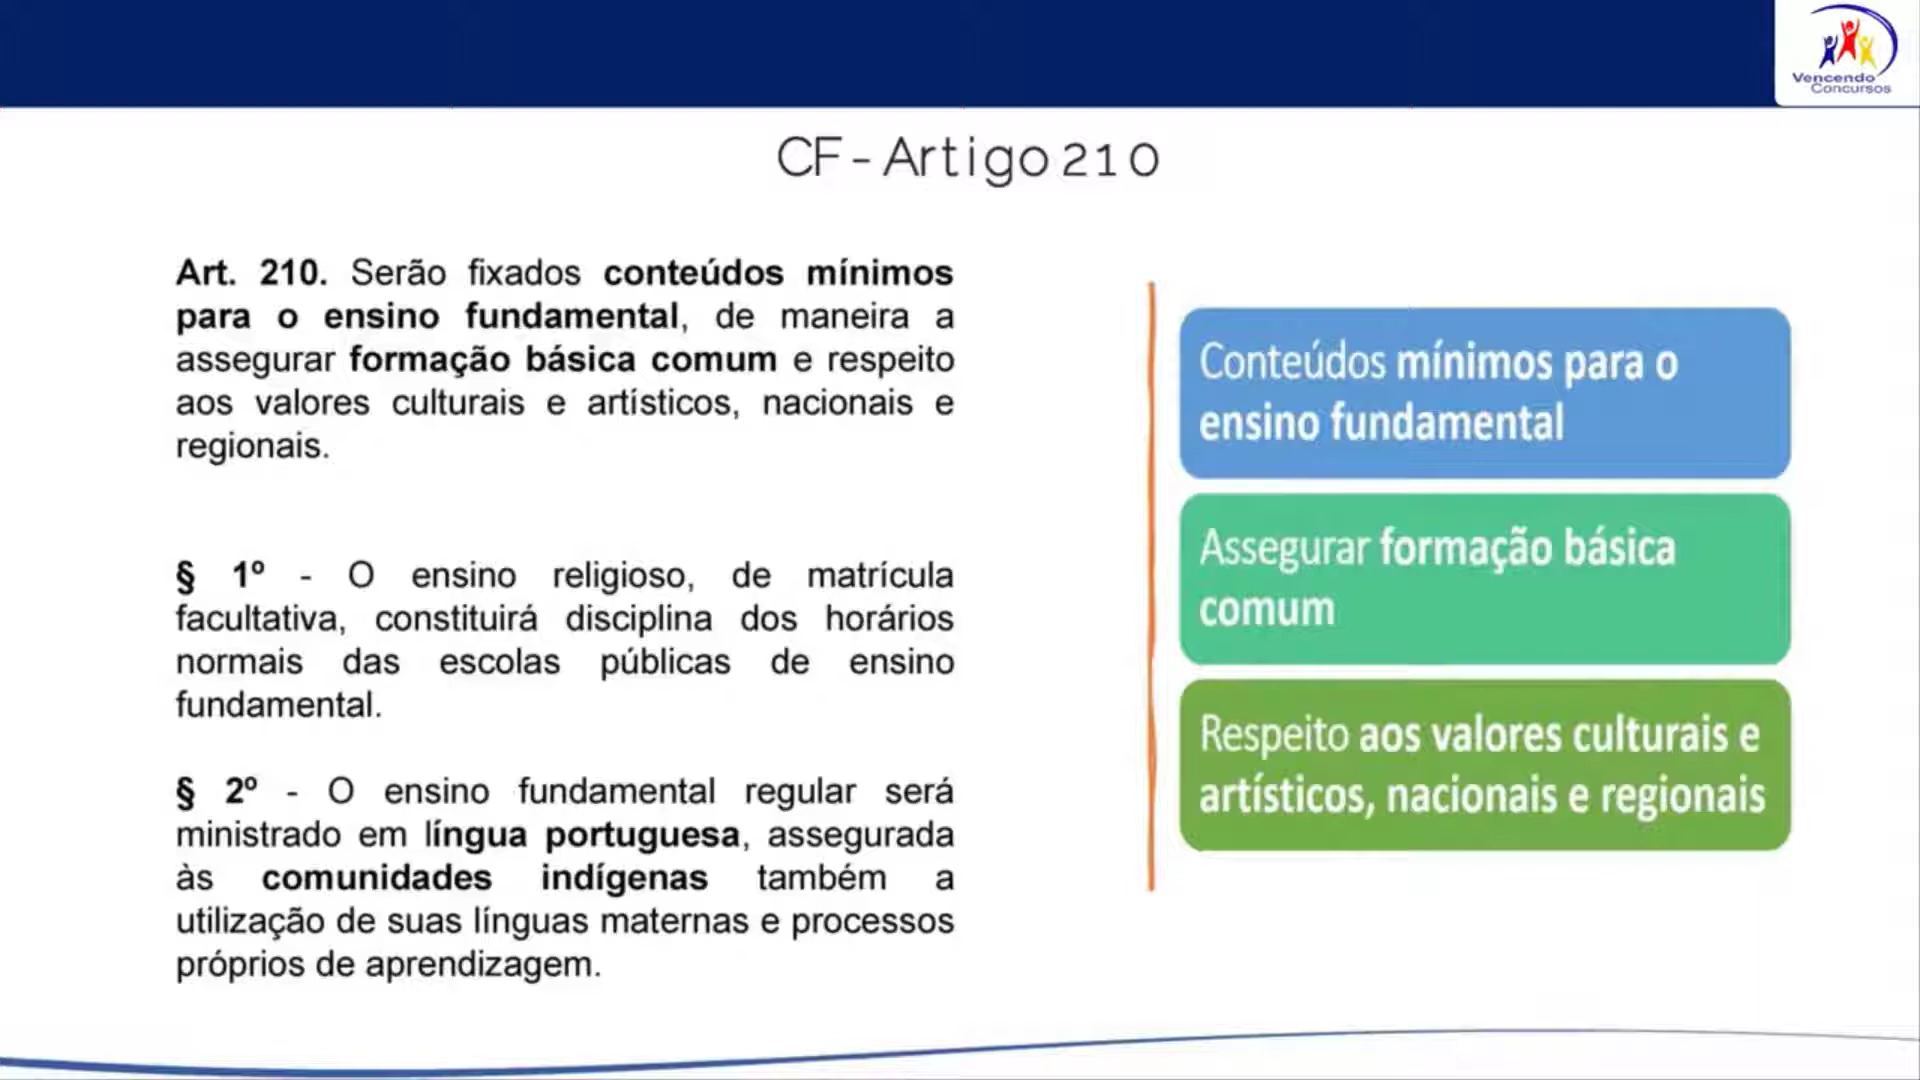 Vencendo
Concursos
CF - Artigo 210
Art. 210. Serão fixados conteúdos mínimos
para o ensino fundamental, de maneira a
assegurar formação básica comum e respeito
aos valores culturais e artísticos, nacionais e
regionais.
§ 1º - O ensino religioso, de matrícula
facultativa, constituirá disciplina dos horários
normais das escolas públicas de ensino
fundamental.
§ 2º - O ensino fundamental regular será
ministrado em língua portuguesa, assegurada
às comunidades indígenas também a
utilização de suas línguas maternas e processos
próprios de aprendizagem.
Conteúdos mínimos para o
ensino fundamental
Assegurar formação básica
comum
Respeito aos valores culturais e
artísticos, nacionais e regionais